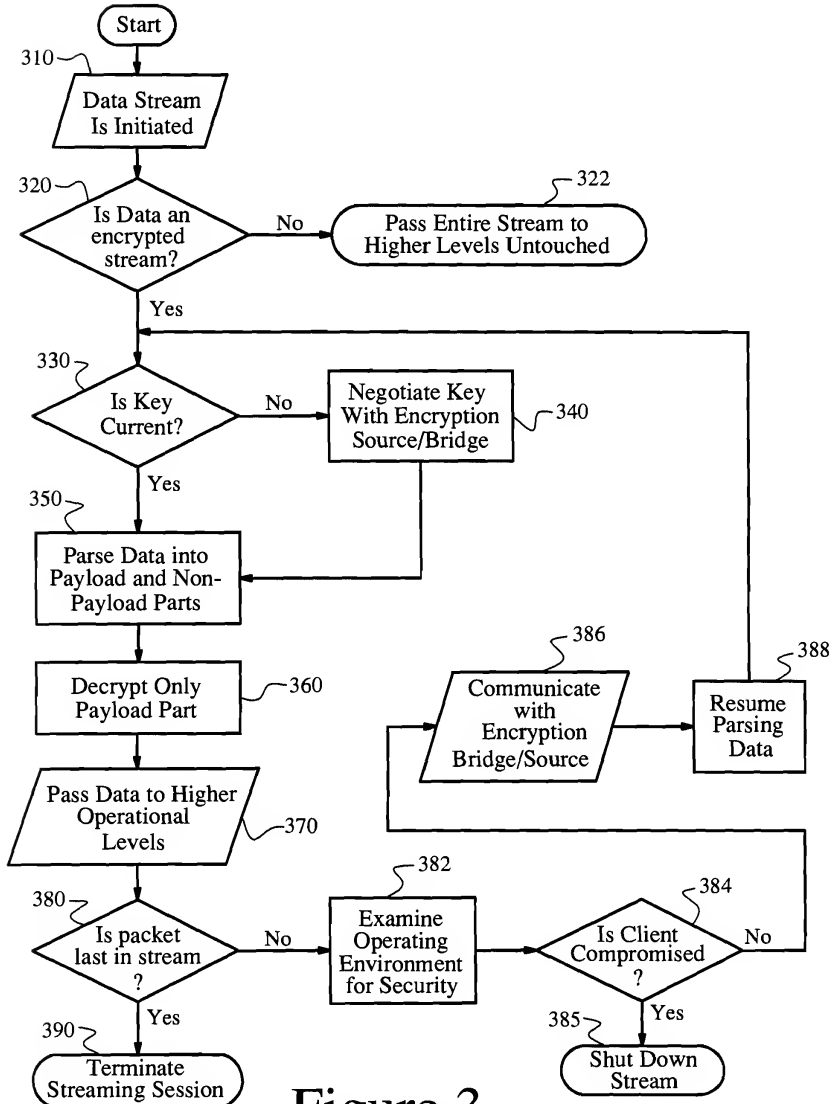 Start
310
Data Stream
Is Initiated
320
Is Data an
encrypted
stream?
No
322
Pass Entire Stream to
Higher Levels Untouched
Yes
330
Is Key
Current?
No
Negotiate Key
With Encryption
Source/Bridge
340
Yes
350
Parse Data into
Payload and Non-
Payload Parts
Decrypt Only
Payload Part
360
386
Communicate
with
Encryption
Bridge/Source
388
Resume
Parsing
Data
Pass Data to Higher
Operational
Levels
370
380
Is packet
last in stream
?
No
382
Examine
Operating
Environment
for Security
384
Is Client
Compromised
?
No
Yes
390
Terminate
Streaming Session
Yes
385
Shut Down
Stream